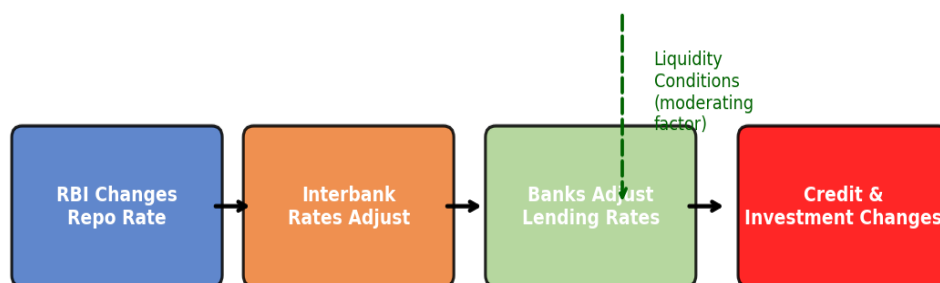 Liquidity
Conditions
(moderating
factor)
RBI Changes
Repo Rate
Interbank
Rates Adjust
Banks Adjust
Lending Rates
Credit &
Investment Changes